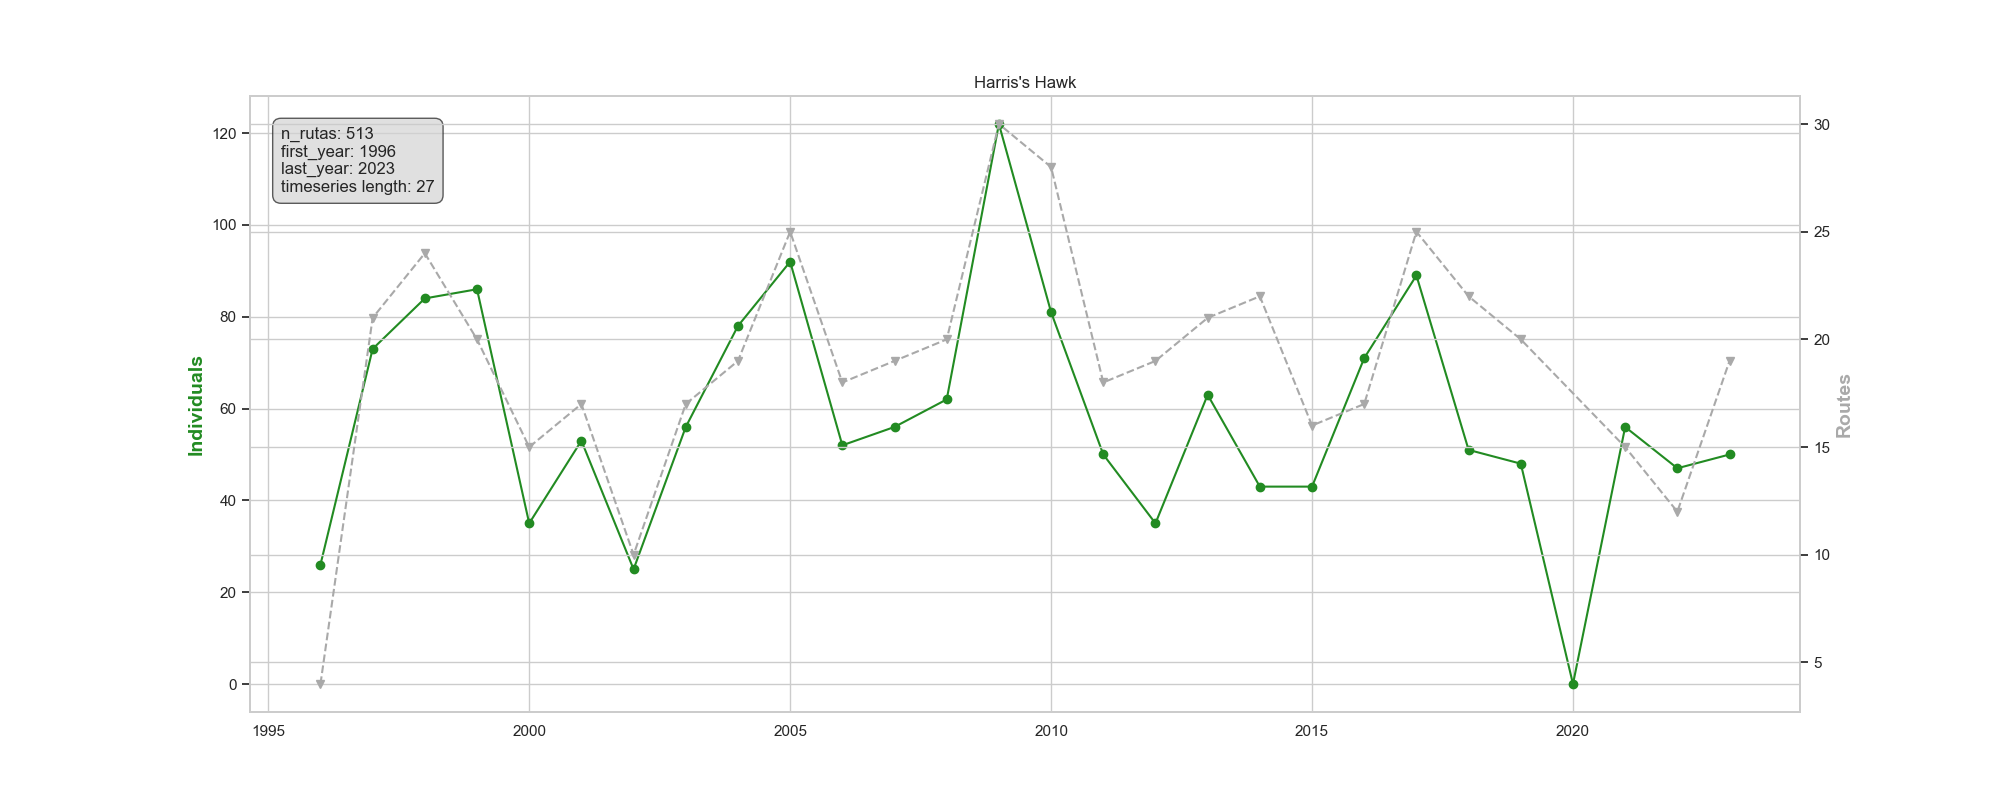 Harris's Hawk
n_rutas: 513
first_year: 1996
last_year: 2023
timeseries length: 27
120
100
80
60
40
20
0
Individuals
30
25
20
15
10
5
Routes
1995 2000 2005 2010 2015 2020